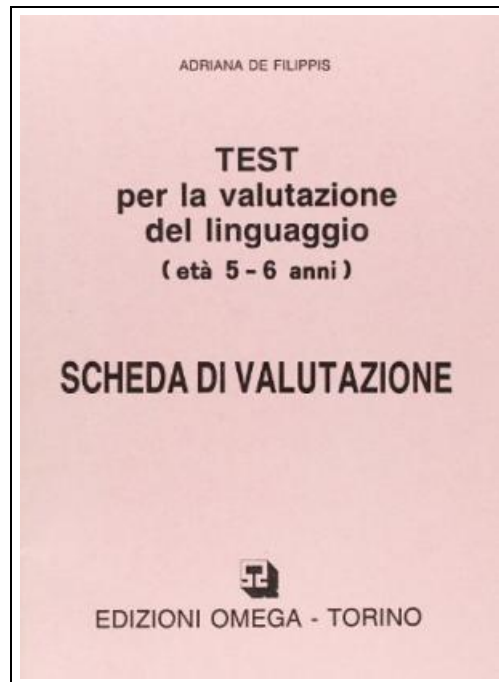 ADRIANA DE FILIPPIS
TEST
per la valutazione
del linguaggio
( età 5 - 6 anni )
SCHEDA DI VALUTAZIONE
EDIZIONI OMEGA - TORINO